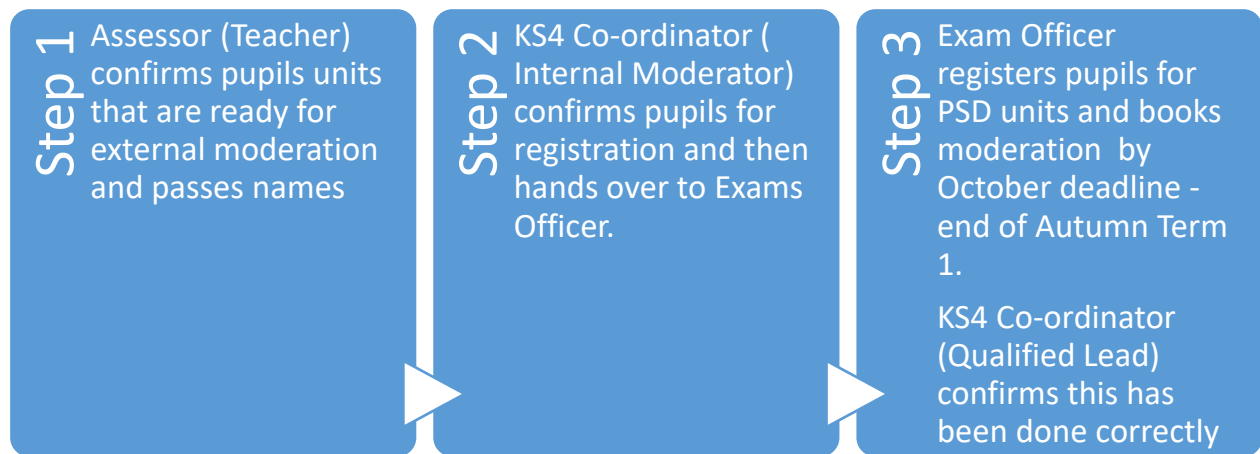 Step 1
Assessor (Teacher)
confirms pupils units
that are ready for
external moderation
and passes names
Step 2
KS4 Co-ordinator (
Internal Moderator)
confirms pupils for
registration and then
hands over to Exams
Officer.
Step 3
Exam Officer
registers pupils for
PSD units and books
moderation  by
October deadline -
end of Autumn Term
1.
KS4 Co-ordinator
(Qualified Lead)
confirms this has
been done correctly